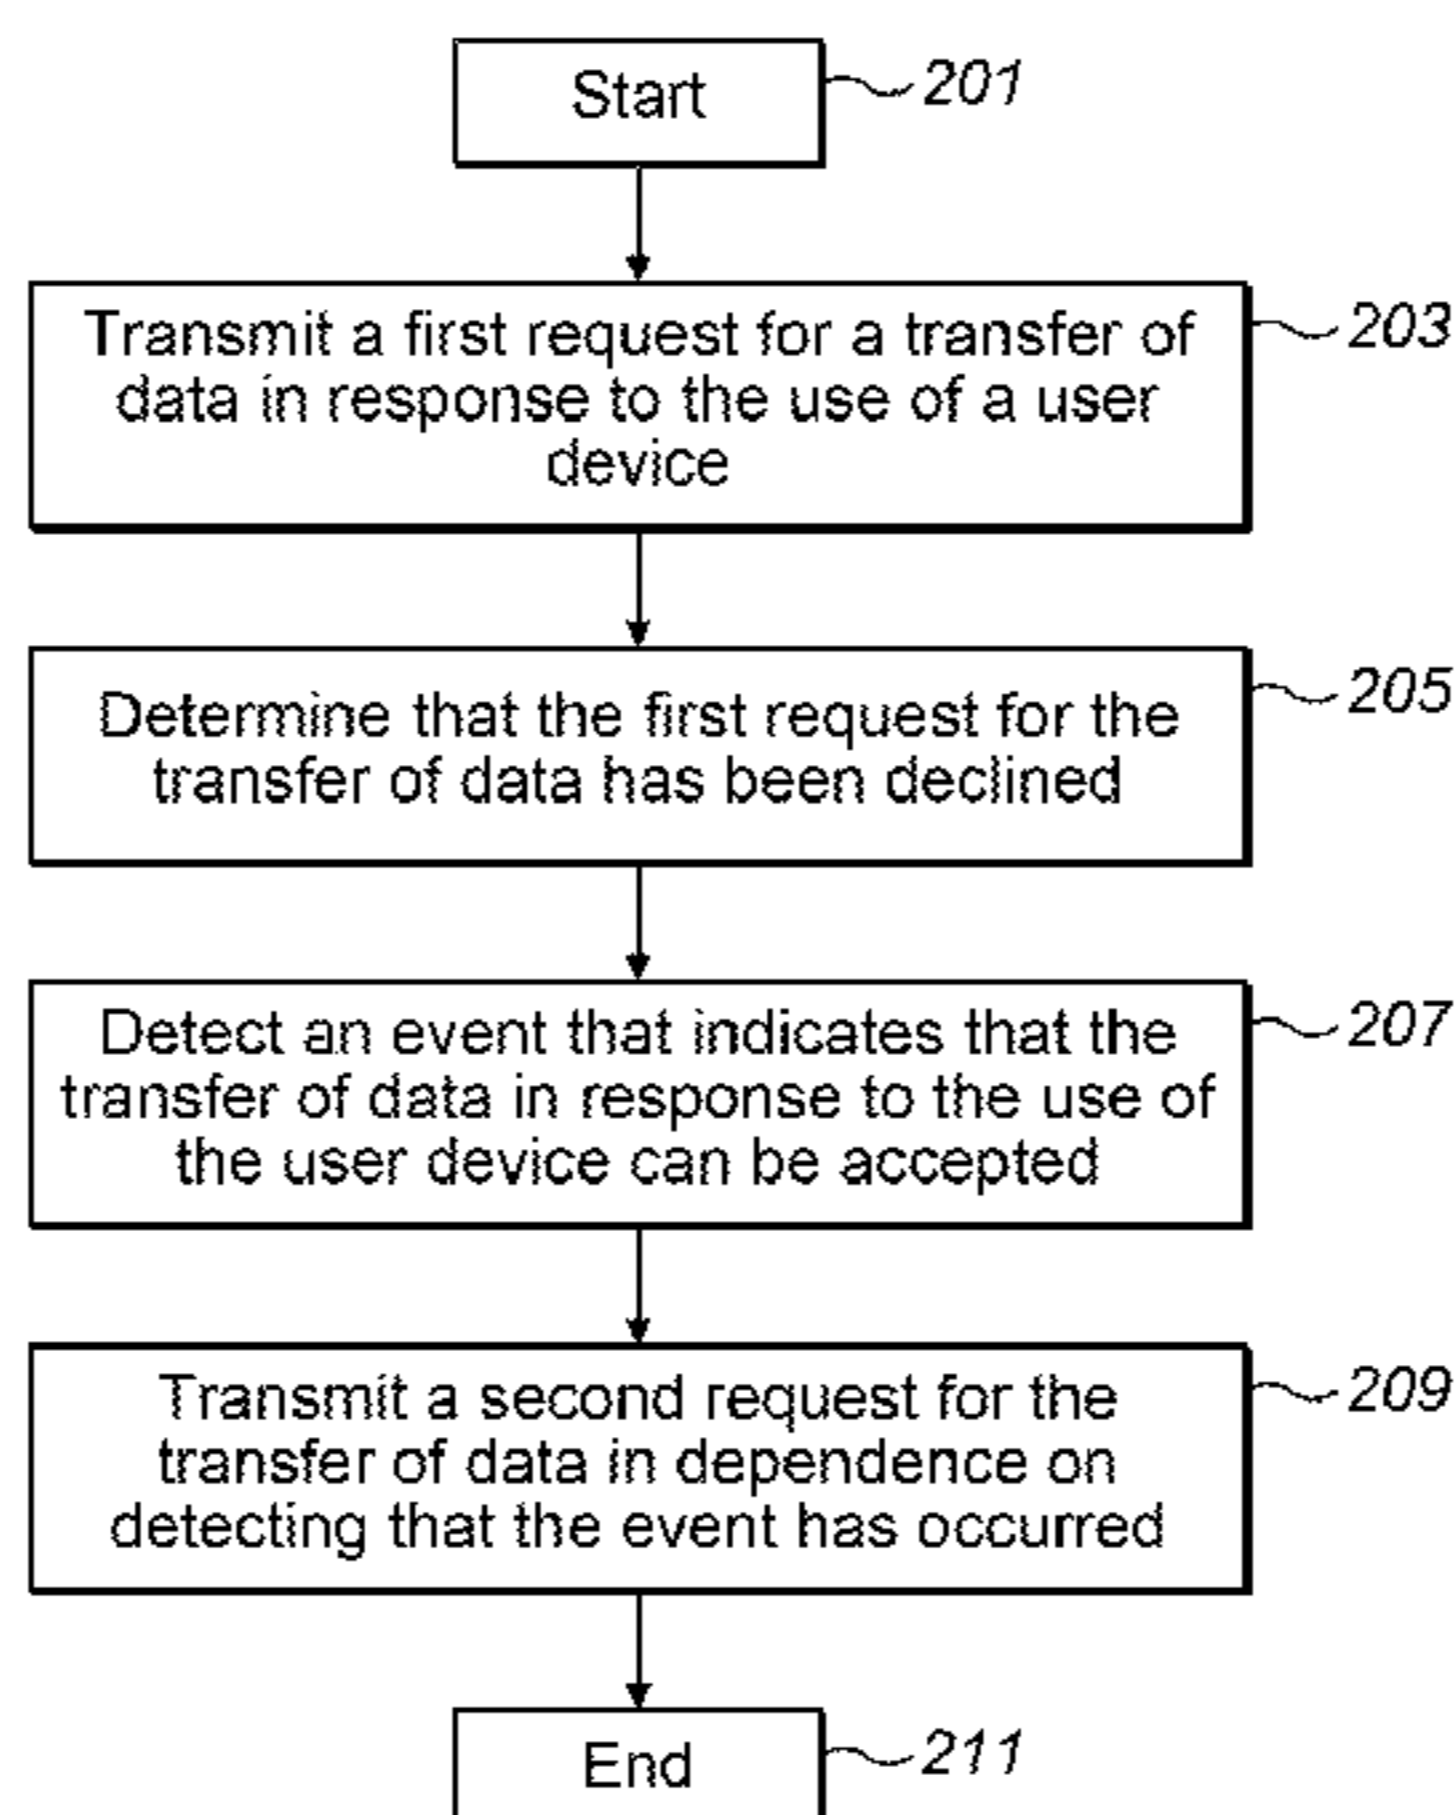 Start
201
Transmit a first request for a transfer of
data in response to the use of a user
device
203
Determine that the first request for the
transfer of data has been declined
205
Detect an event that indicates that the
transfer of data in response to the use of
the user device can be accepted
207
Transmit a second request for the
transfer of data in dependence on
detecting that the event has occurred
209
End
211